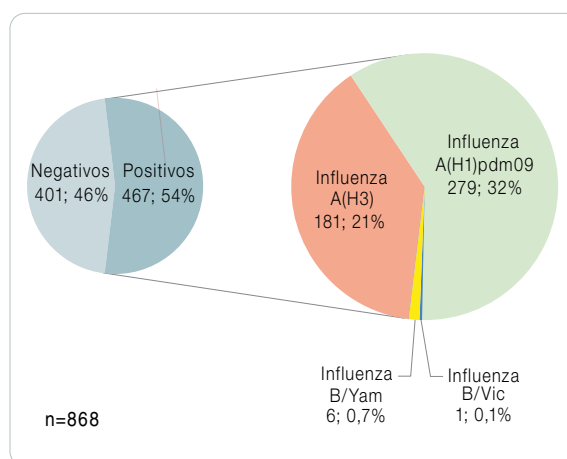 Negativos
401; 46%
Positivos
467; 54%
Influenza
A(H3)
181; 21%
Influenza
A(H1)pdm09
279; 32%
Influenza
B/Yam
6; 0,7%
Influenza
B/Vic
1; 0,1%
n=868